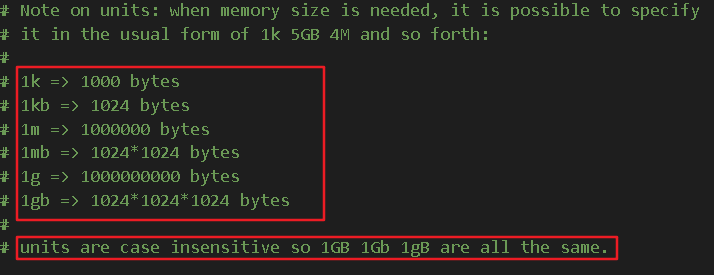 # Note on units: when memory size is needed, it is possible to specify
# it in the usual form of 1k 5GB 4M and so forth:
#
# 1k => 1000 bytes
# 1kb => 1024 bytes
# 1m => 1000000 bytes
# 1mb => 1024*1024 bytes
# 1g => 1000000000 bytes
# 1gb => 1024*1024*1024 bytes
#
# units are case insensitive so 1GB 1Gb 1gB are all the same.